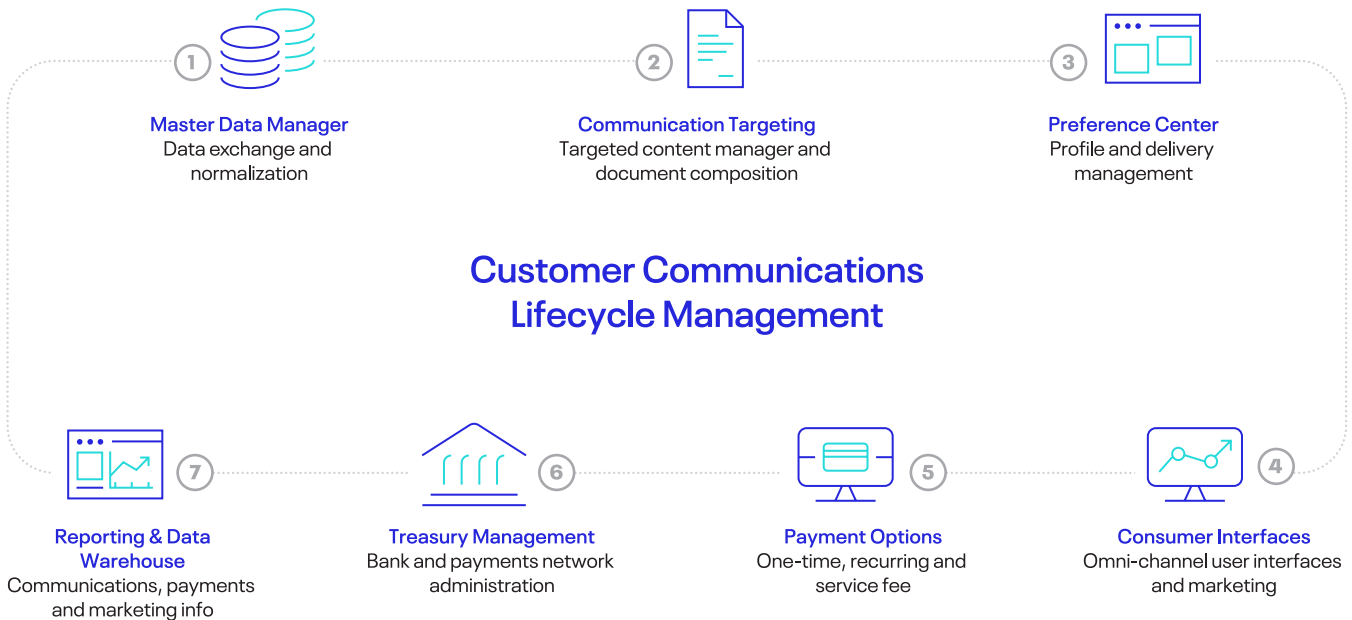 1
Master Data Manager
Data exchange and
normalization
2
Communication Targeting
Targeted content manager and
document composition
3
Preference Center
Profile and delivery
management
Customer Communications
Lifecycle Management
7
Reporting & Data
Warehouse
Communications, payments
and marketing info
6
Treasury Management
Bank and payments network
administration
5
Payment Options
One-time, recurring and
service fee
4
Consumer Interfaces
Omni-channel user interfaces
and marketing